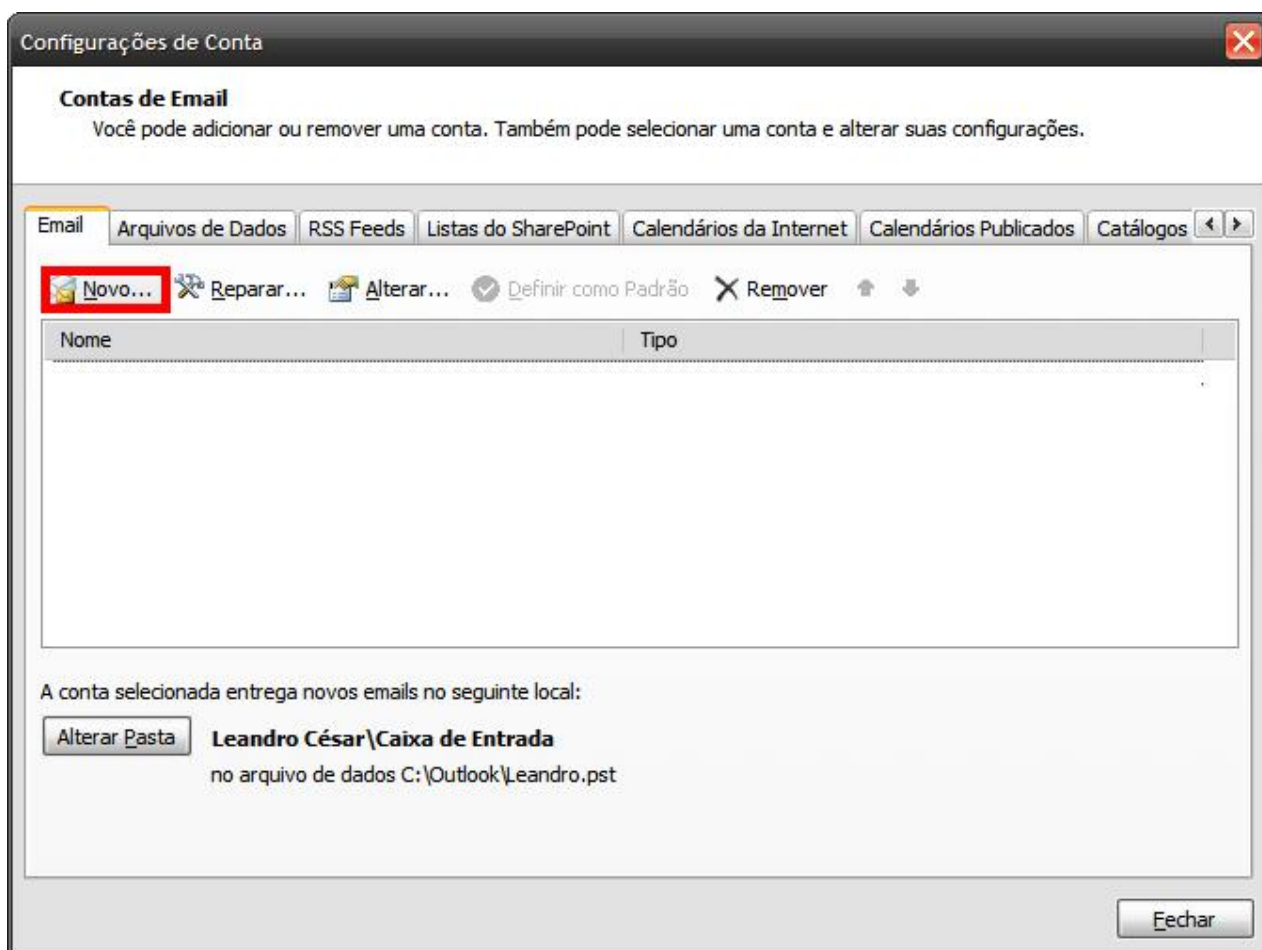 Configurações de Conta
Contas de Email
Você pode adicionar ou remover uma conta. Também pode selecionar uma conta e alterar suas configurações.
Email Arquivos de Dados RSS Feeds Listas do SharePoint Calendários da Internet Calendários Publicados Catálogos
Novo... Reparar... Alterar... Definir como Padrão Remover
Nome Tipo
A conta selecionada entrega novos emails no seguinte local:
Alterar Pasta Leandro César\Caixa de Entrada
no arquivo de dados C:\Outlook\Leandro.pst
Fechar